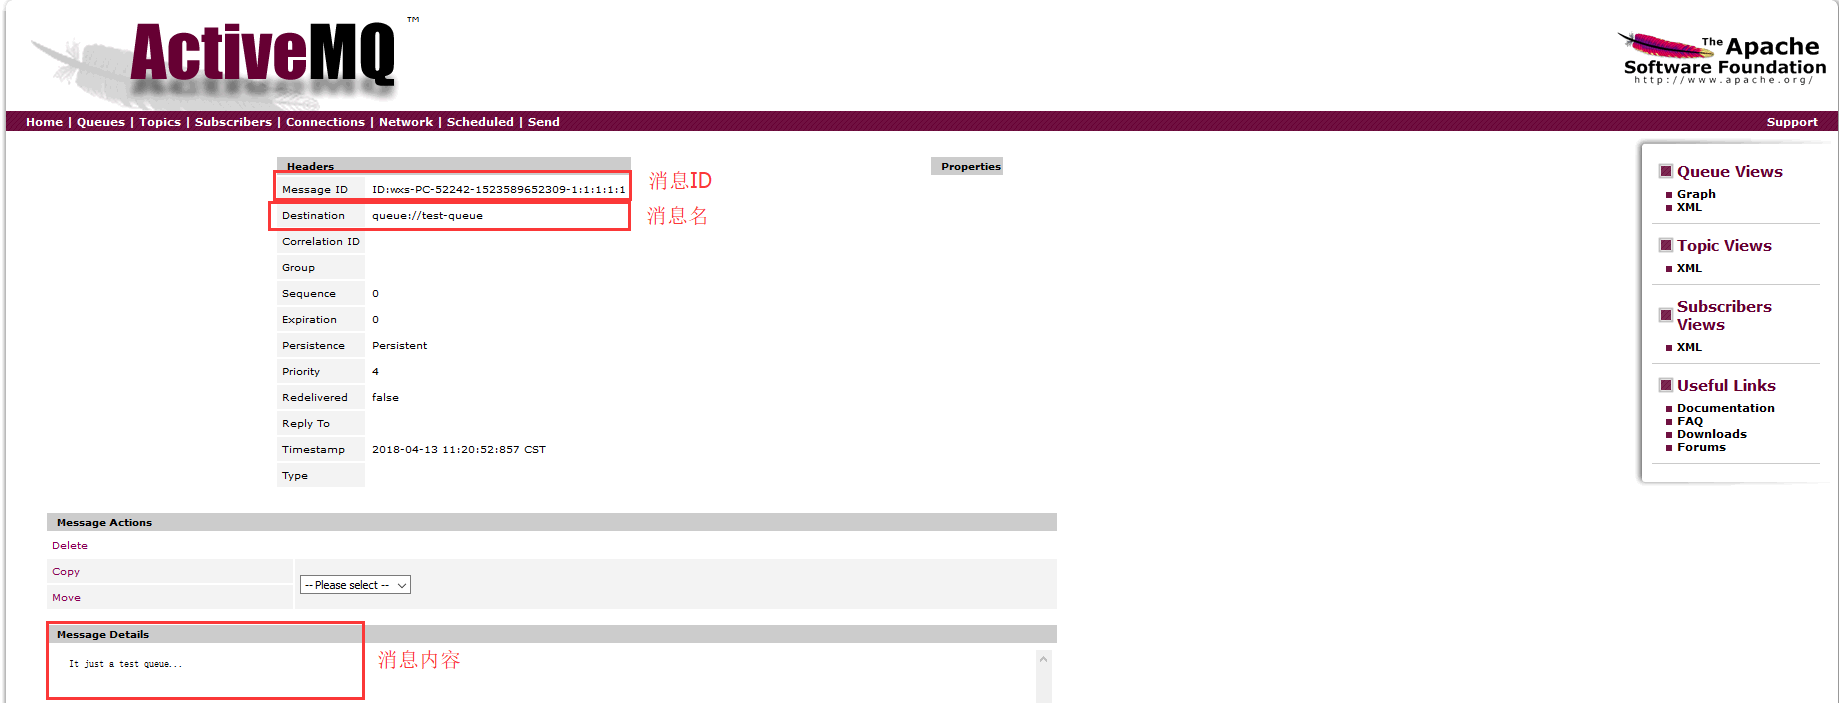 ActiveMQ ™
The Apache
Software Foundation
http://www.apache.org/
Home | Queues | Topics | Subscribers | Connections | Network | Scheduled | Send
Support
Headers
Message ID ID:wxs-PC-52242-1523589652309-1:1:1:1:1
消息ID
Destination queue://test-queue
消息名
Correlation ID
Group
Sequence 0
Expiration 0
Persistence Persistent
Priority 4
Redelivered false
Reply To
Timestamp 2018-04-13 11:20:52:857 CST
Type
Properties
Queue Views
Graph
XML
Topic Views
XML
Subscribers
Views
XML
Useful Links
Documentation
FAQ
Downloads
Forums
Message Actions
Delete
Copy
-- Please select --
Move
Message Details
It just a test queue...
消息内容